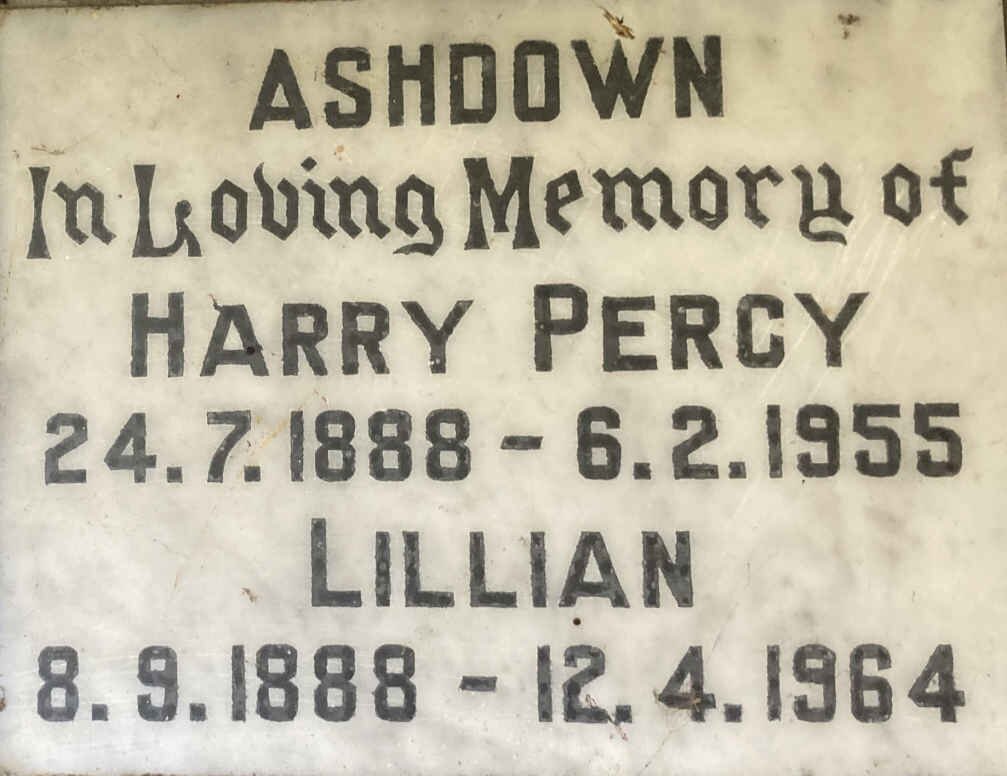 ASHDOWN
In Loving Memory of
HARRY PERCY
24.7.1888 - 6.2.1955
LILLIAN
8.9.1888 - 12.4.1964